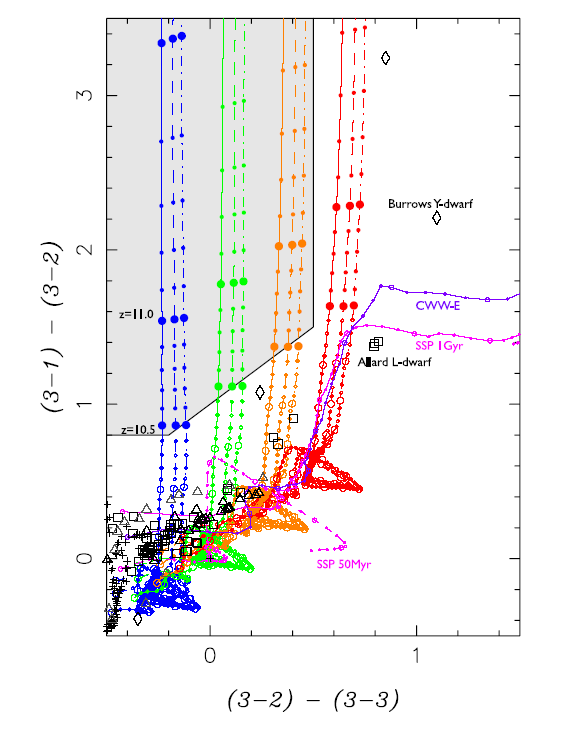 3
Burrows Y-dwarf
2
CWW-E
z=11.0
SSP 1Gyr
Allard L-dwarf
1
z=10.5
0
SSP 50Myr
0
1
(3-1) - (3-2)
(3-2) - (3-3)